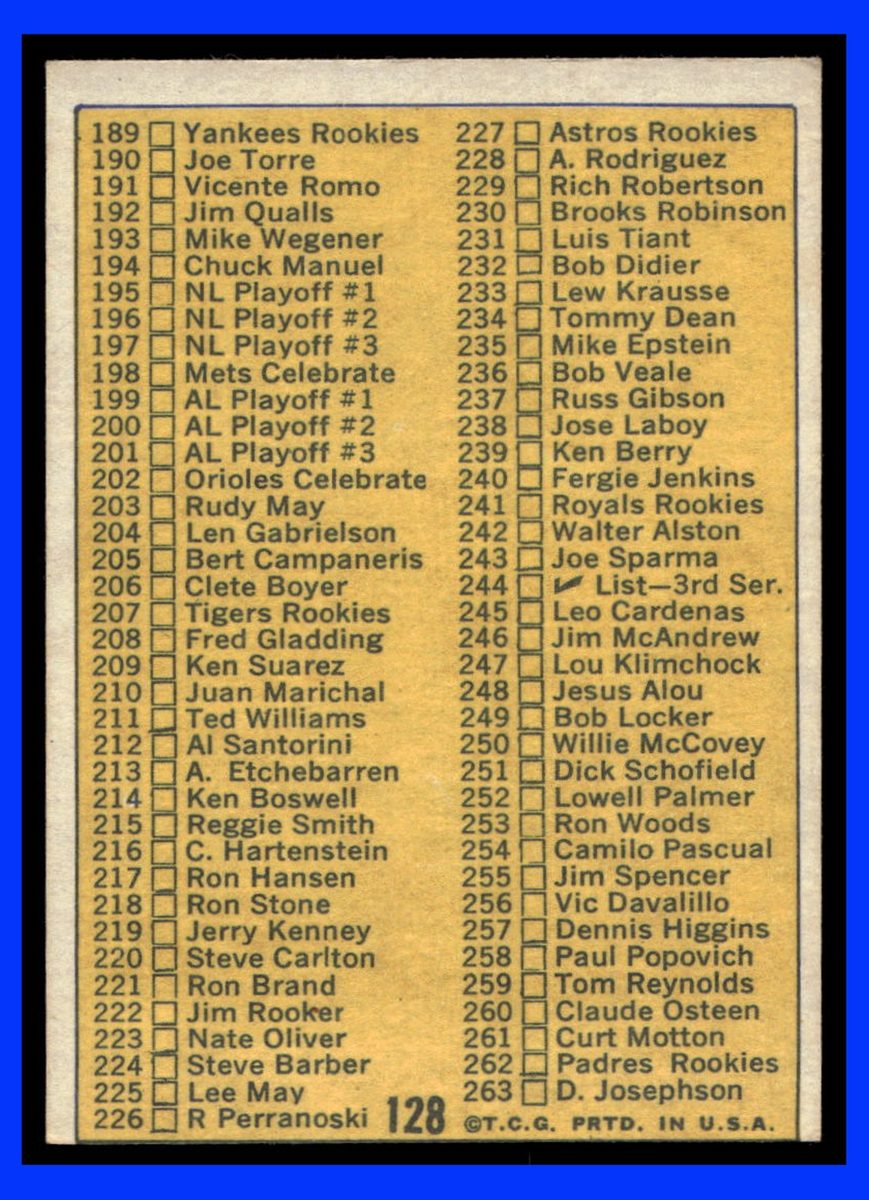 189 Yankees Rookies
190 Joe Torre
191 Vicente Romo
192 Jim Qualls
193 Mike Wegener
194 Chuck Manuel
195 NL Playoff #1
196 NL Playoff #2
197 NL Playoff #3
198 Mets Celebrate
199 AL Playoff #1
200 AL Playoff #2
201 AL Playoff #3
202 Orioles Celebrate
203 Rudy May
204 Len Gabrielson
205 Bert Campaneris
206 Clete Boyer
207 Tigers Rookies
208 Fred Gladding
209 Ken Suarez
210 Juan Marichal
211 Ted Williams
212 Al Santorini
213 A. Etchebarren
214 Ken Boswell
215 Reggie Smith
216 C. Hartenstein
217 Ron Hansen
218 Ron Stone
219 Jerry Kenney
220 Steve Carlton
221 Ron Brand
222 Jim Rooker
223 Nate Oliver
224 Steve Barber
225 Lee May
226 R Perranoski
227 Astros Rookies
228 A. Rodriguez
229 Rich Robertson
230 Brooks Robinson
231 Luis Tiant
232 Bob Didier
233 Lew Krausse
234 Tommy Dean
235 Mike Epstein
236 Bob Veale
237 Russ Gibson
238 Jose Laboy
239 Ken Berry
240 Fergie Jenkins
241 Royals Rookies
242 Walter Alston
243 Joe Sparma
244 ✔ List—3rd Ser.
245 Leo Cardenas
246 Jim McAndrew
247 Lou Klimchock
248 Jesus Alou
249 Bob Locker
250 Willie McCovey
251 Dick Schofield
252 Lowell Palmer
253 Ron Woods
254 Camilo Pascual
255 Jim Spencer
256 Vic Davalillo
257 Dennis Higgins
258 Paul Popovich
259 Tom Reynolds
260 Claude Osteen
261 Curt Motton
262 Padres Rookies
263 D. Josephson
128
©T.C.G. PRTD. IN U.S.A.